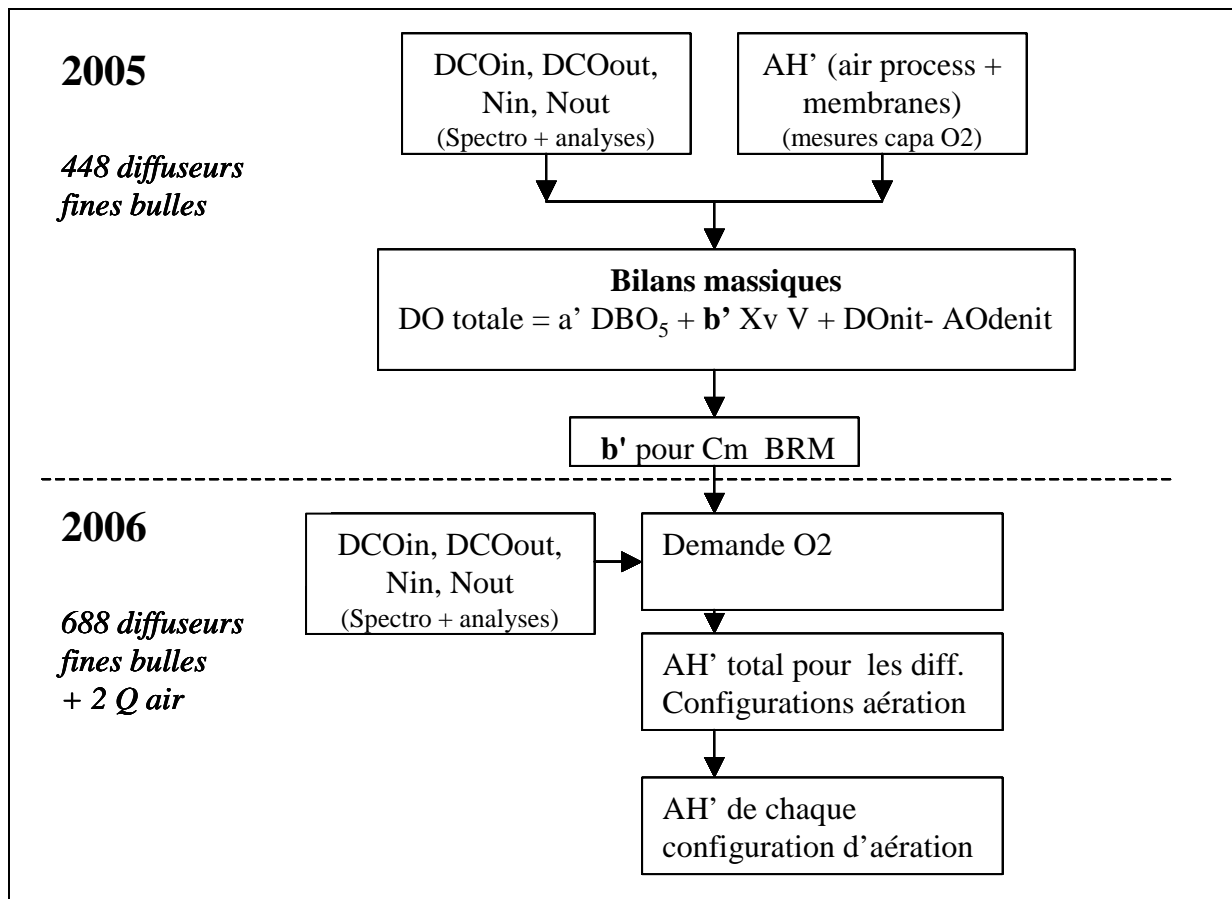 2005
448 diffuseurs
fines bulles
DCOin, DCOout,
Nin, Nout
(Spectro + analyses)
AH’ (air process +
membranes)
(mesures capa O2)
Bilans massiques
DO totale = a’ DBO5 + b’ Xv V + DOnit- AOdenit
b' pour Cm BRM
2006
688 diffuseurs
fines bulles
+ 2 Q air
DCOin, DCOout,
Nin, Nout
(Spectro + analyses)
Demande O2
AH’ total pour les diff.
Configurations aération
AH’ de chaque
configuration d’aération